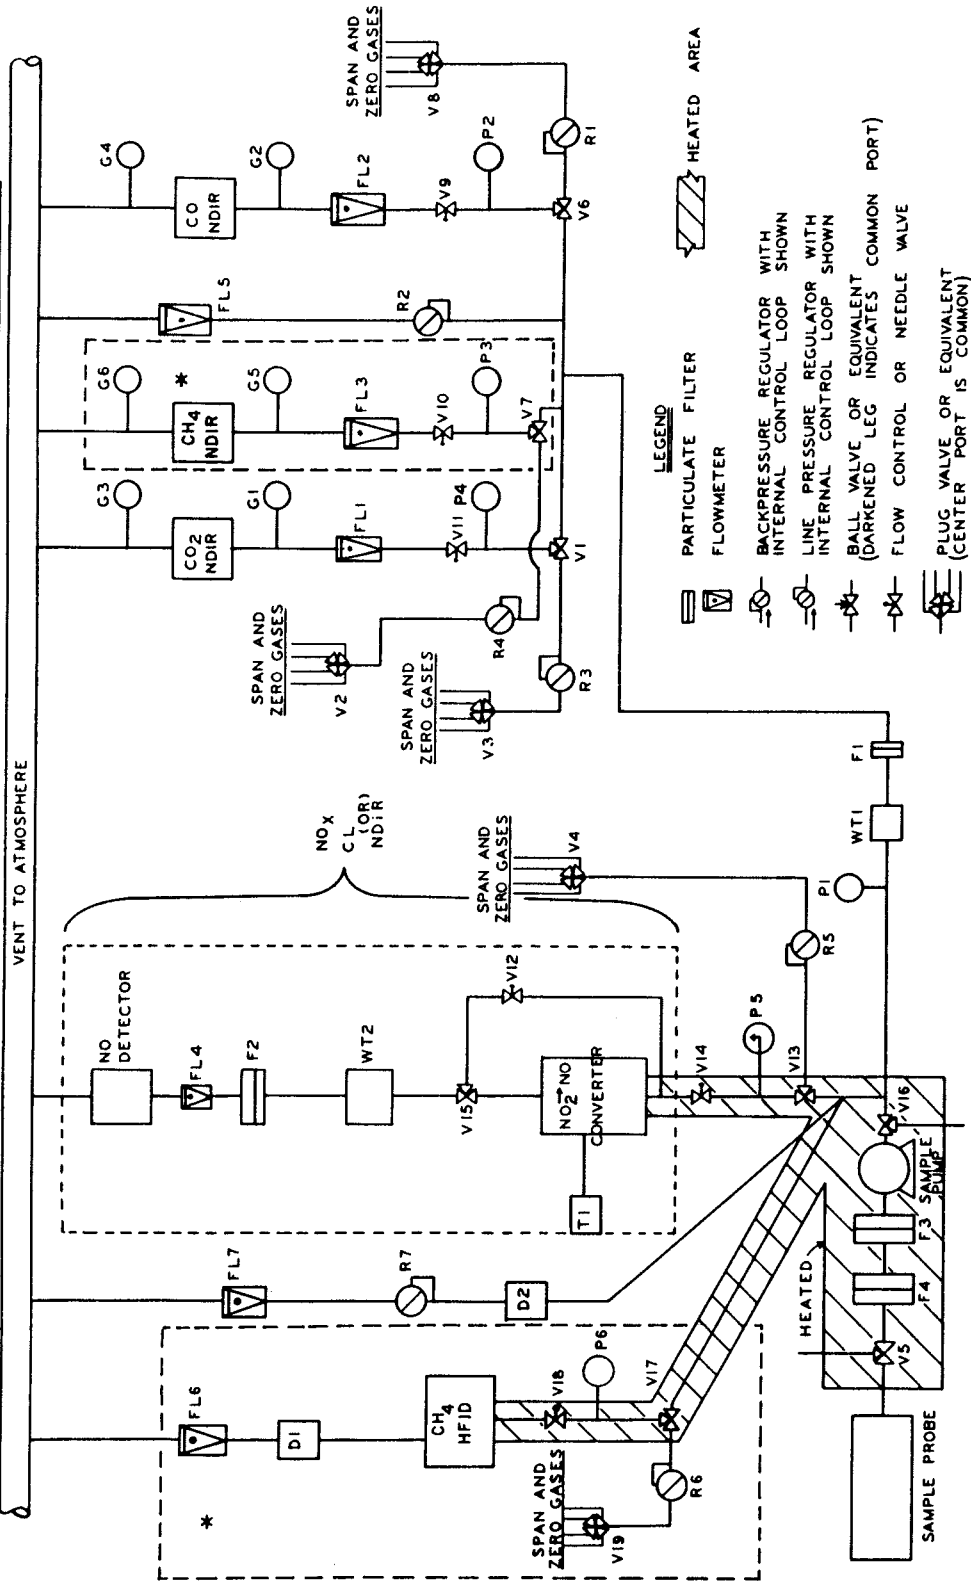 VENT TO ATMOSPHERE
*
FL6
D1
CH4
HFID
V18
P6
V17
SPAN AND
ZERO GASES
V19
R6
FL7
R7
D2
NO
DETECTOR
FL4
F2
WT2
V15
V12
NO2→NO
CONVERTER
T1
V14
P5
V13
NOX
CL
(OR)
NDIR
SPAN AND
ZERO GASES
V4
R5
HEATED
V5
F4
F3
SAMPLE
PUMP
V16
SAMPLE PROBE
P1
WT1
F1
SPAN AND
ZERO GASES
V2
R4
SPAN AND
ZERO GASES
V3
R3
G3
CO2
NDIR
G1
FL1
V11
P4
V1
G6
*
CH4
NDIR
G5
FL3
V10
P3
V7
FL5
R2
G4
CO
NDIR
G2
FL2
V9
P2
V6
SPAN AND
ZERO GASES
V8
R1
LEGEND
PARTICULATE FILTER
FLOWMETER
BACKPRESSURE REGULATOR WITH
INTERNAL CONTROL LOOP SHOWN
LINE PRESSURE REGULATOR WITH
INTERNAL CONTROL LOOP SHOWN
BALL VALVE OR EQUIVALENT
(DARKENED LEG INDICATES COMMON PORT)
FLOW CONTROL OR NEEDLE VALVE
PLUG VALVE OR EQUIVALENT
(CENTER PORT IS COMMON)
HEATED AREA